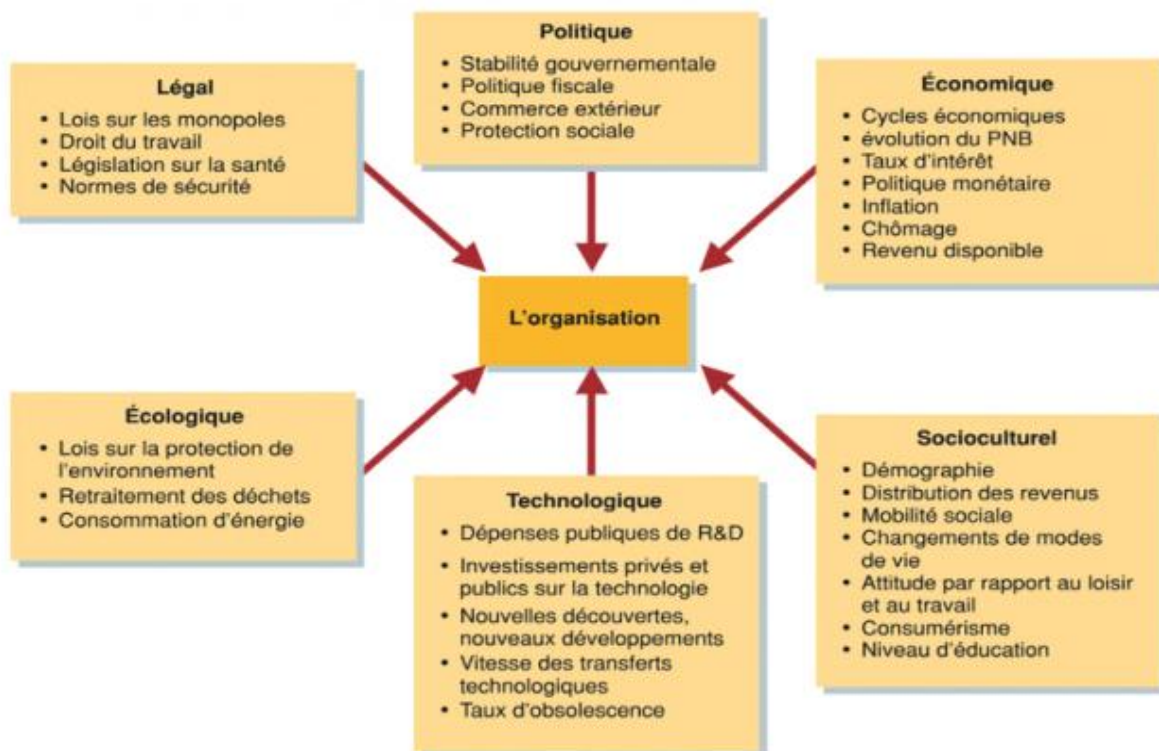 Politique
• Stabilité gouvernementale
• Politique fiscale
• Commerce extérieur
• Protection sociale
Légal
• Lois sur les monopoles
• Droit du travail
• Législation sur la santé
• Normes de sécurité
Économique
• Cycles économiques
• évolution du PNB
• Taux d'intérêt
• Politique monétaire
• Inflation
• Chômage
• Revenu disponible
L'organisation
Écologique
• Lois sur la protection de
l'environnement
• Retraitement des déchets
• Consommation d'énergie
Technologique
• Dépenses publiques de R&D
• Investissements privés et
publics sur la technologie
• Nouvelles découvertes,
nouveaux développements
• Vitesse des transferts
technologiques
• Taux d'obsolescence
Socioculturel
• Démographie
• Distribution des revenus
• Mobilité sociale
• Changements de modes
de vie
• Attitude par rapport au loisir
et au travail
• Consumérisme
• Niveau d'éducation